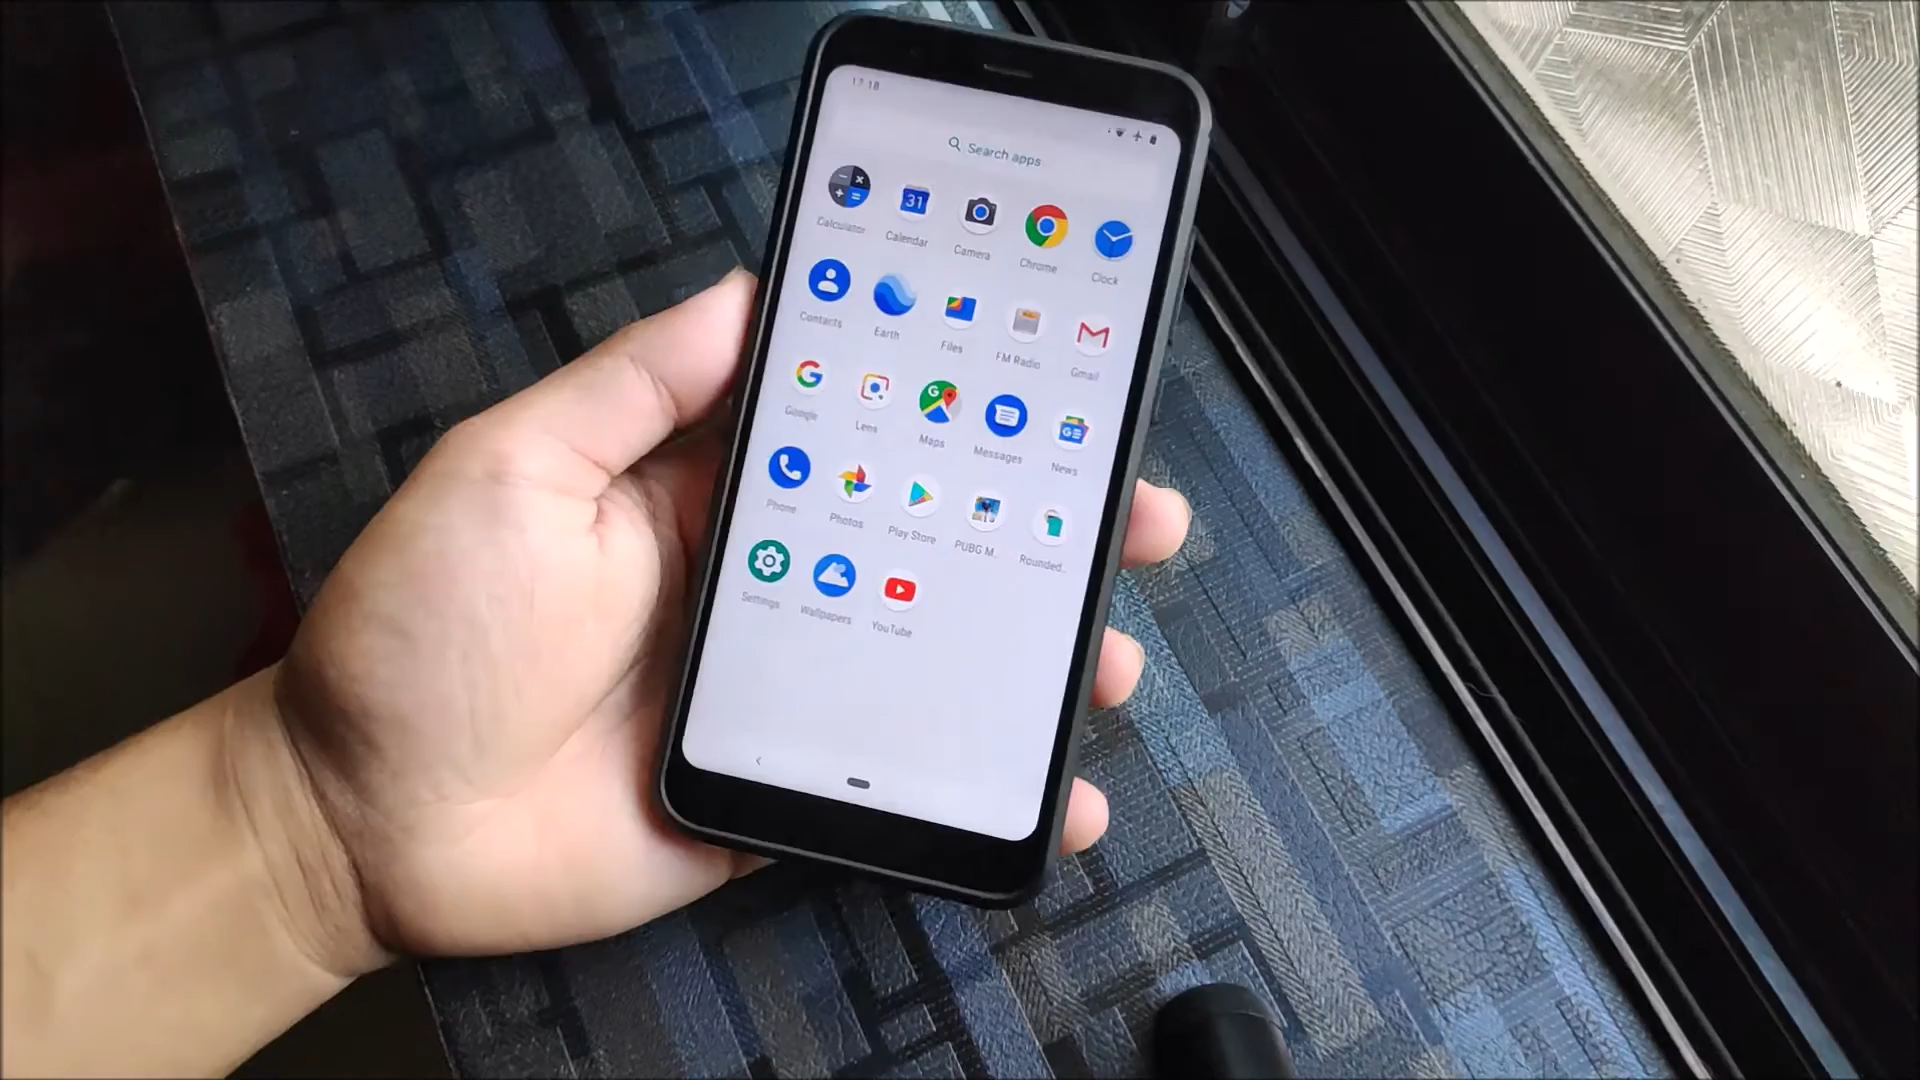 12:18
Search apps
Calculator
Calendar
31
Camera
Chrome
Clock
Contacts
Earth
Files
FM Radio
Gmail
Google
Lens
Maps
Messages
News
Phone
Photos
Play Store
PUBG M..
Rounded..
Settings
Wallpapers
YouTube